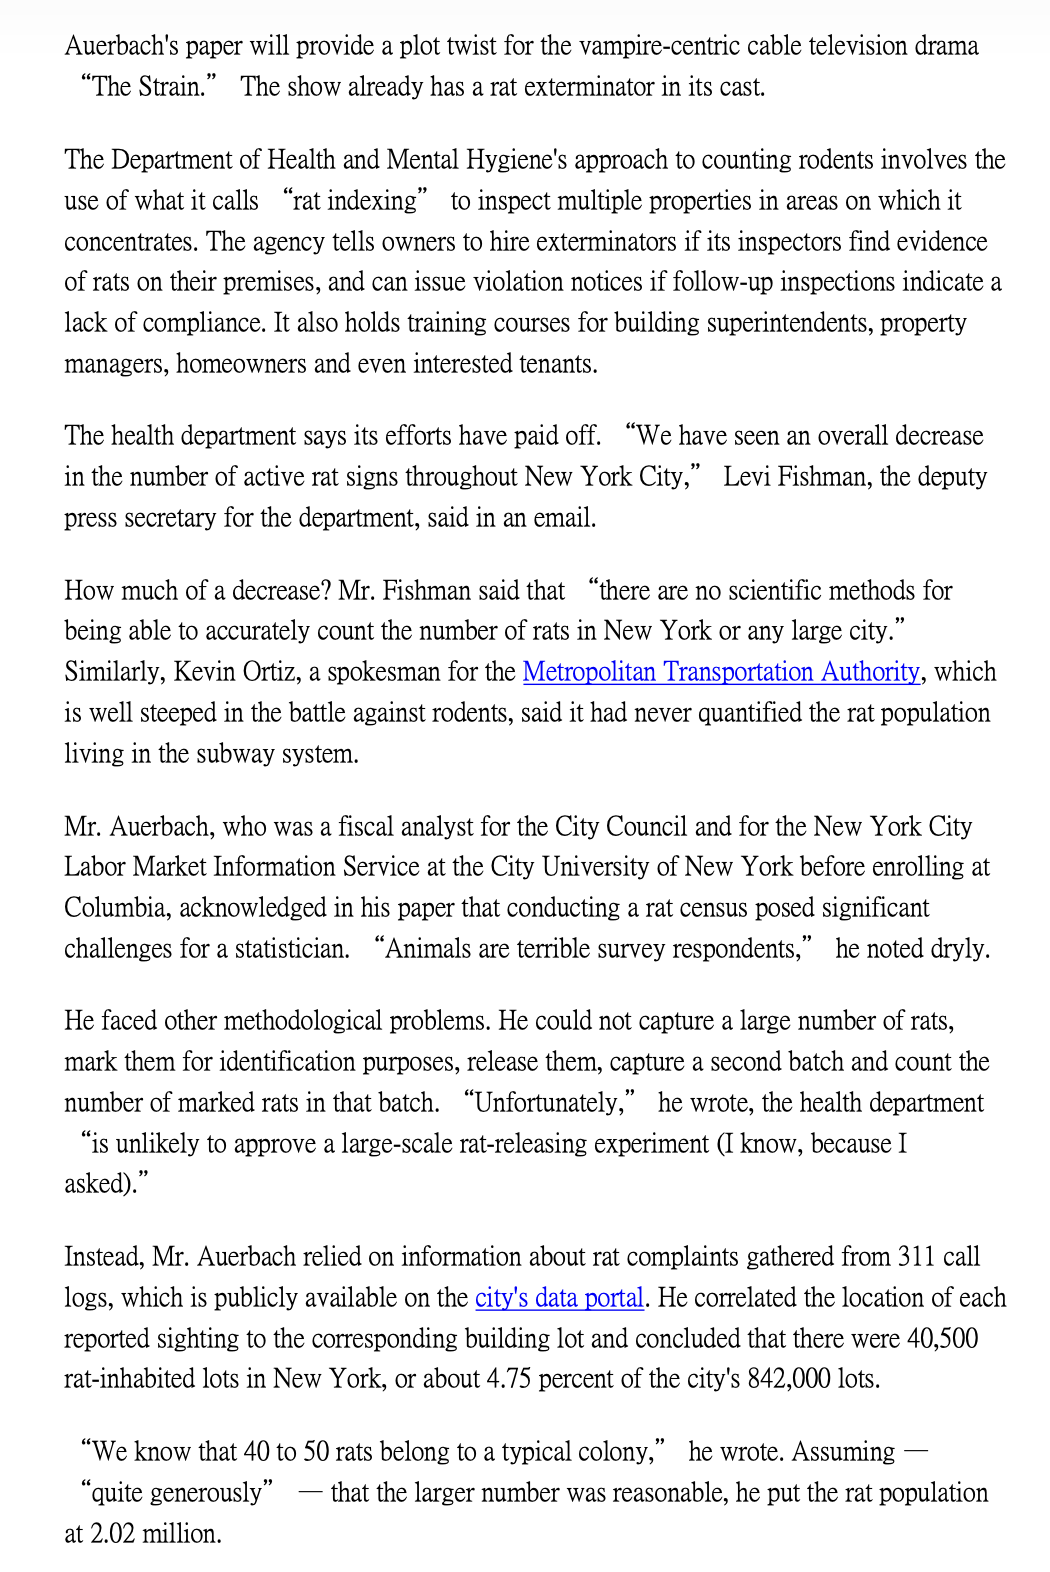 Auerbach's paper will provide a plot twist for the vampire-centric cable television drama
“The Strain.” The show already has a rat exterminator in its cast.
The Department of Health and Mental Hygiene's approach to counting rodents involves the
use of what it calls “rat indexing” to inspect multiple properties in areas on which it
concentrates. The agency tells owners to hire exterminators if its inspectors find evidence
of rats on their premises, and can issue violation notices if follow-up inspections indicate a
lack of compliance. It also holds training courses for building superintendents, property
managers, homeowners and even interested tenants.
The health department says its efforts have paid off. “We have seen an overall decrease
in the number of active rat signs throughout New York City,” Levi Fishman, the deputy
press secretary for the department, said in an email.
How much of a decrease? Mr. Fishman said that “there are no scientific methods for
being able to accurately count the number of rats in New York or any large city.”
Similarly, Kevin Ortiz, a spokesman for the Metropolitan Transportation Authority, which
is well steeped in the battle against rodents, said it had never quantified the rat population
living in the subway system.
Mr. Auerbach, who was a fiscal analyst for the City Council and for the New York City
Labor Market Information Service at the City University of New York before enrolling at
Columbia, acknowledged in his paper that conducting a rat census posed significant
challenges for a statistician. “Animals are terrible survey respondents,” he noted dryly.
He faced other methodological problems. He could not capture a large number of rats,
mark them for identification purposes, release them, capture a second batch and count the
number of marked rats in that batch. “Unfortunately,” he wrote, the health department
“is unlikely to approve a large-scale rat-releasing experiment (I know, because I
asked).”
Instead, Mr. Auerbach relied on information about rat complaints gathered from 311 call
logs, which is publicly available on the city's data portal. He correlated the location of each
reported sighting to the corresponding building lot and concluded that there were 40,500
rat-inhabited lots in New York, or about 4.75 percent of the city's 842,000 lots.
“We know that 40 to 50 rats belong to a typical colony,” he wrote. Assuming —
“quite generously” — that the larger number was reasonable, he put the rat population
at 2.02 million.